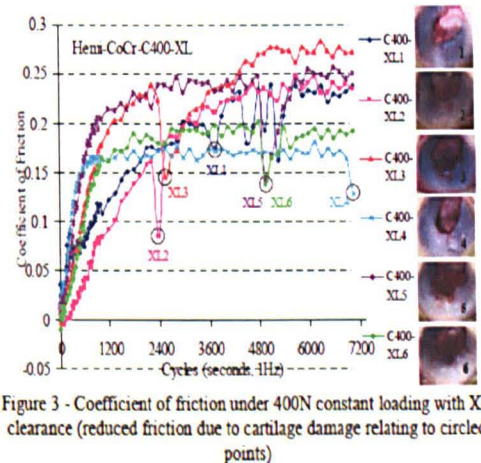 Hemi-CoCr-C400-XL
Coefficient of Friction
0.3
0.25
0.2
0.15
0.1
0.05
0
-0.05
0 1200 2400 3600 4800 6000 7200
Cycles (seconds, 1Hz)
XL2
XL3
XL1
XL5
XL6
XL4
C400-XL1
C400-XL2
C400-XL3
C400-XL4
C400-XL5
C400-XL6
1
2
3
4
6
Figure 3 - Coefficient of friction under 400N constant loading with X
clearance (reduced friction due to cartilage damage relating to circled
points)